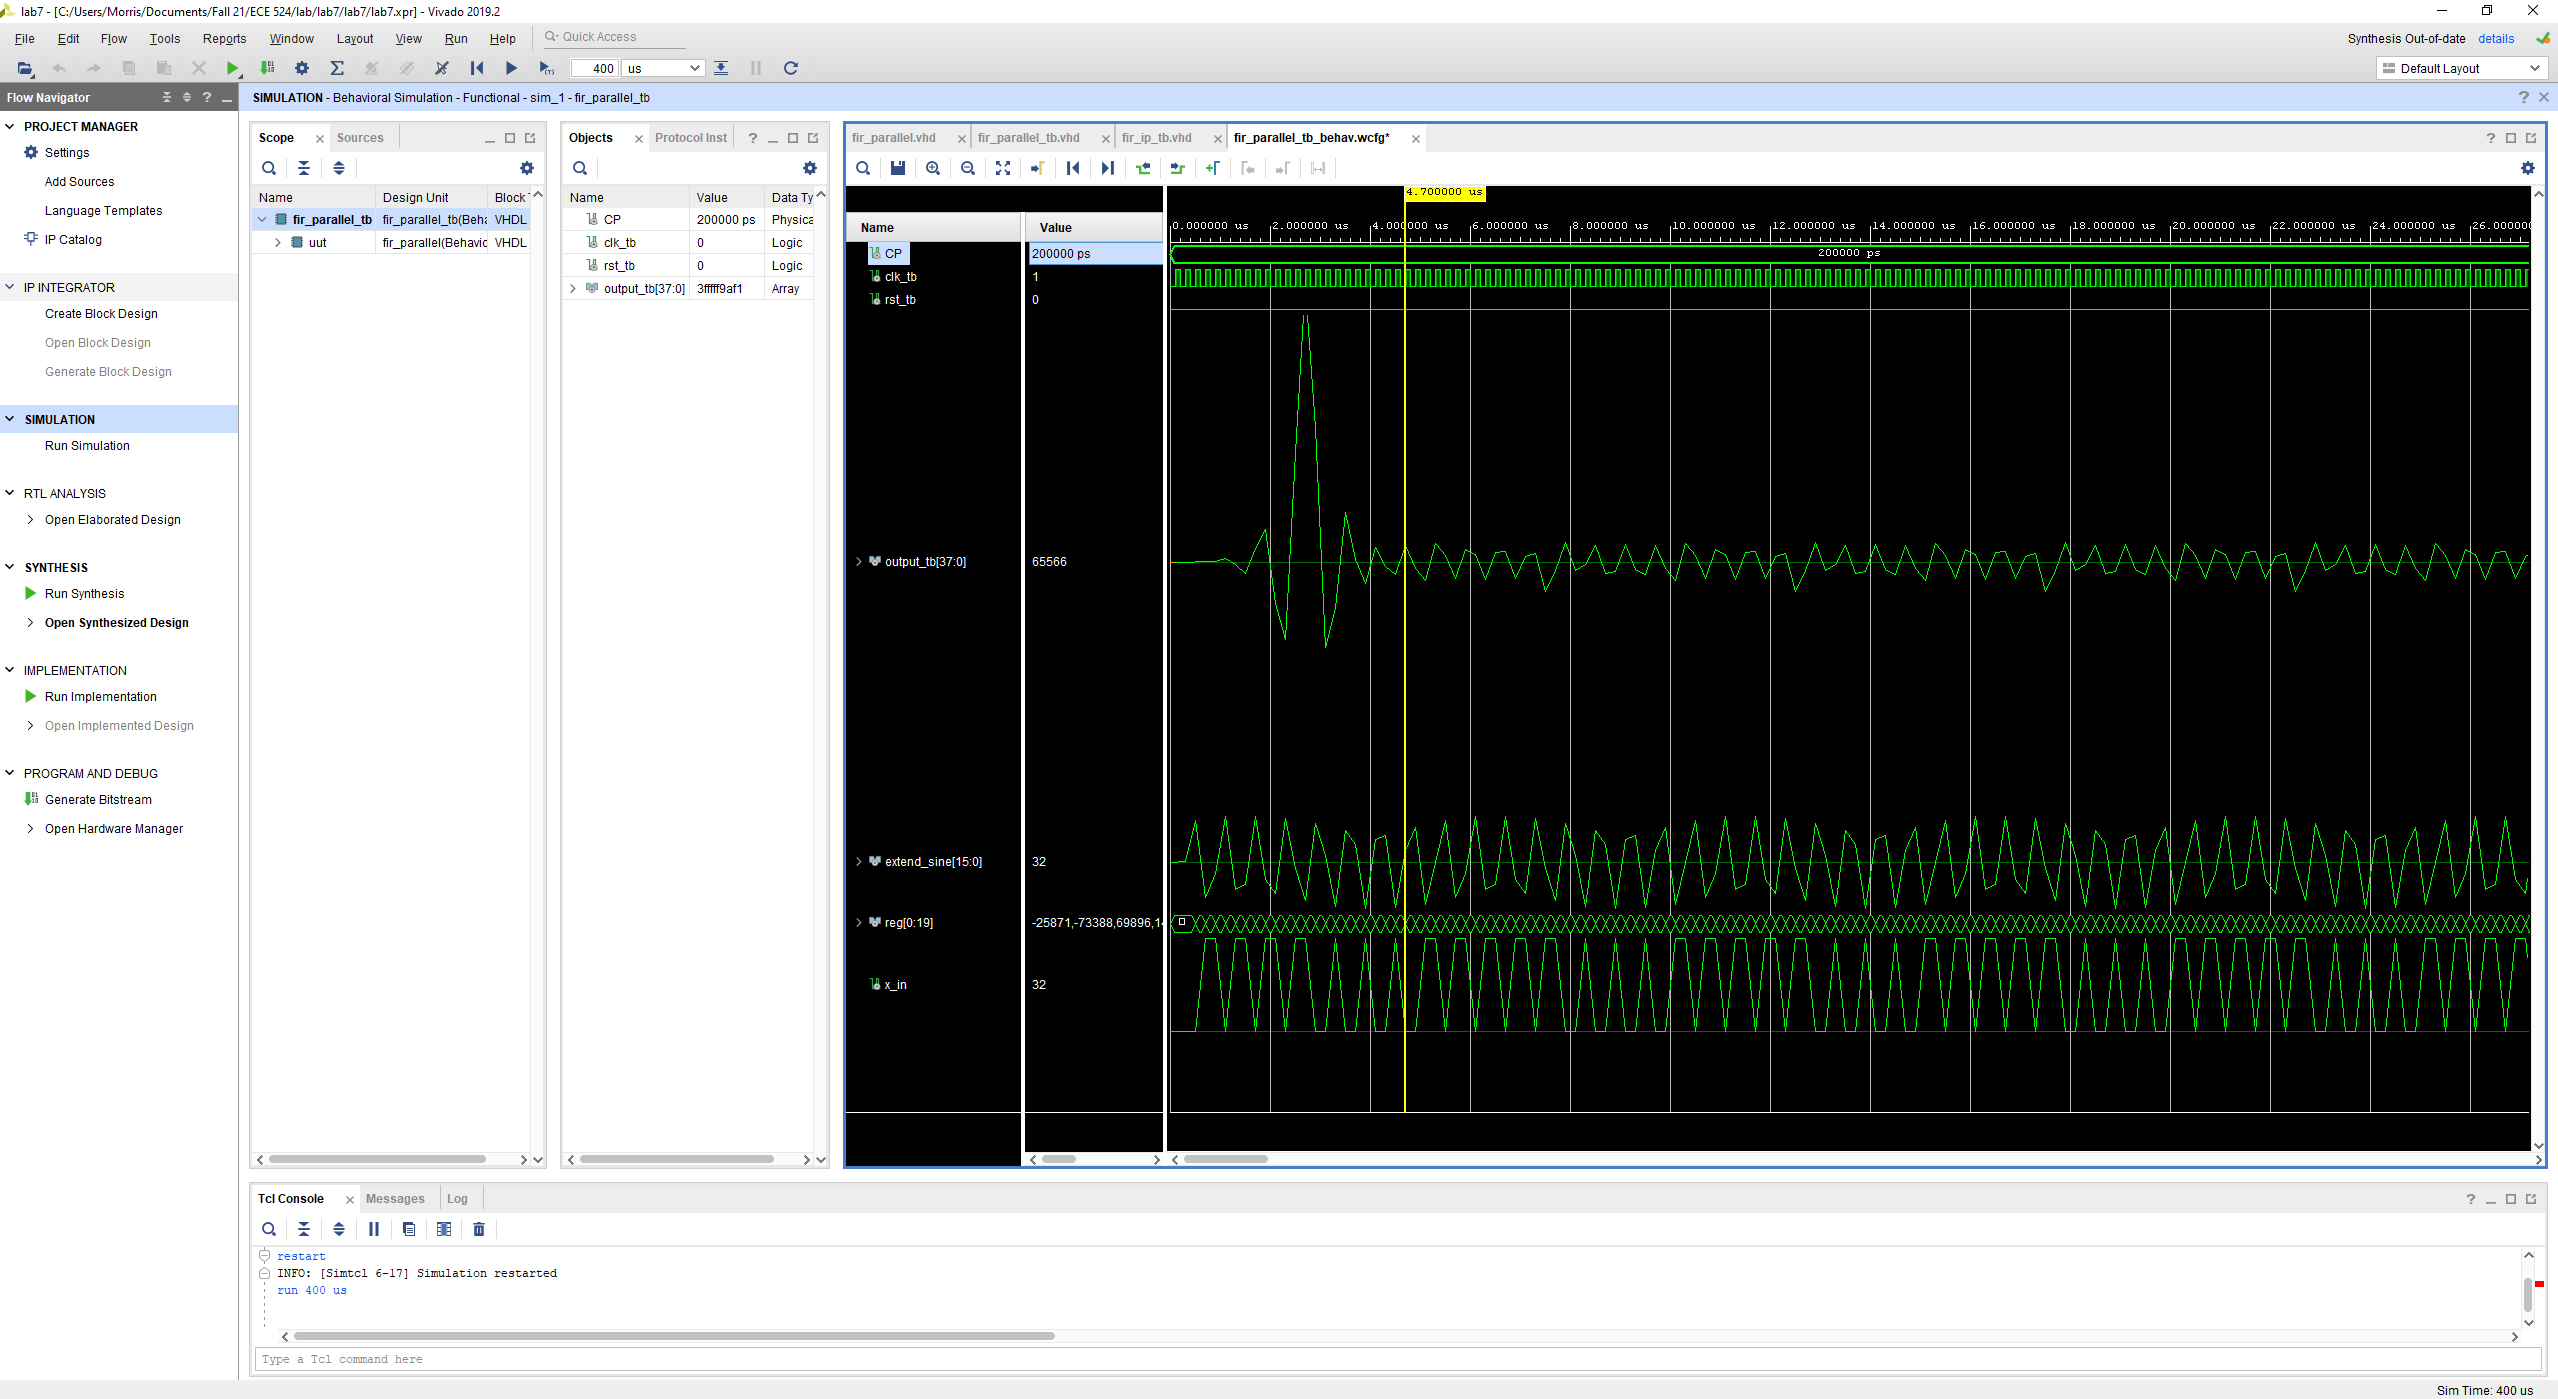 lab7 - [C:/Users/Morris/Documents/Fall 21/ECE 524/lab/lab7/lab7/lab7.xpr] - Vivado 2019.2
File Edit Flow Tools Reports Window Layout View Run Help Quick Access
Synthesis Out-of-date details
400 us
Default Layout
Flow Navigator
SIMULATION - Behavioral Simulation - Functional - sim_1 - fir_parallel_tb
PROJECT MANAGER
Settings
Add Sources
Language Templates
IP Catalog
IP INTEGRATOR
Create Block Design
Open Block Design
Generate Block Design
SIMULATION
Run Simulation
RTL ANALYSIS
Open Elaborated Design
SYNTHESIS
Run Synthesis
Open Synthesized Design
IMPLEMENTATION
Run Implementation
Open Implemented Design
PROGRAM AND DEBUG
Generate Bitstream
Open Hardware Manager
Scope Sources
Name Design Unit Block
fir_parallel_tb fir_parallel_tb(Beha VHDL
uut fir_parallel(Behavic VHDL
Objects Protocol Inst
Name Value Data Ty
CP 200000 ps Physica
clk_tb 0 Logic
rst_tb 0 Logic
output_tb[37:0] 3fffff9af1 Array
fir_parallel.vhd fir_parallel_tb.vhd fir_ip_tb.vhd fir_parallel_tb_behav.wcfg*
4.700000 us
Name Value
0.000000 us 2.000000 us 4.000000 us 6.000000 us 8.000000 us 10.000000 us 12.000000 us 14.000000 us 16.000000 us 18.000000 us 20.000000 us 22.000000 us 24.000000 us 26.000000
CP 200000 ps 200000 ps
clk_tb 1
rst_tb 0
output_tb[37:0] 65566
extend_sine[15:0] 32
reg[0:19] -25871,-73388,69896,1
x_in 32
Tcl Console Messages Log
restart
INFO: [Simtcl 6-17] Simulation restarted
run 400 us
Type a Tcl command here
Sim Time: 400 us